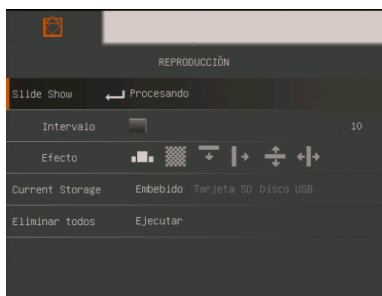 REPRODUCCIÓN
Slide Show Procesando
Intervalo 10
Efecto
Current Storage Embebido Tarjeta SD Disco USB
Eliminar todos Ejecutar